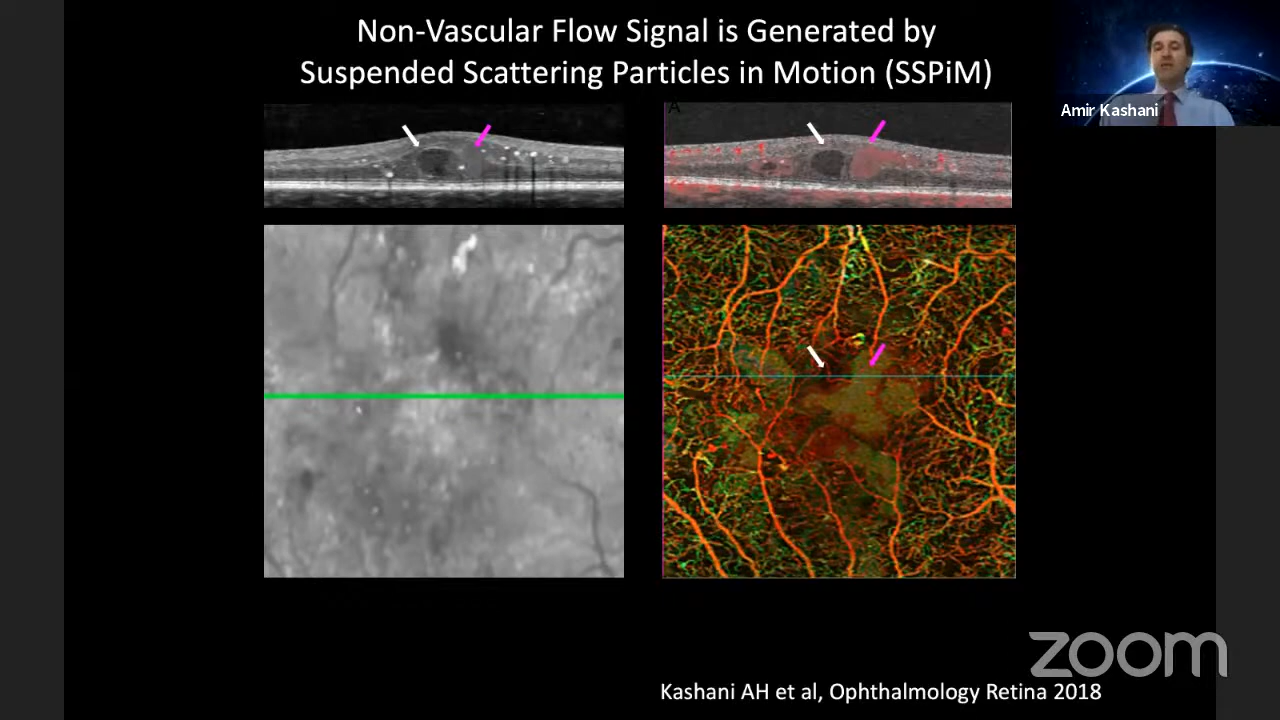 Non-Vascular Flow Signal is Generated by
Suspended Scattering Particles in Motion (SSPiM)
Amir Kashani
A
zoom
Kashani AH et al, Ophthalmology Retina 2018